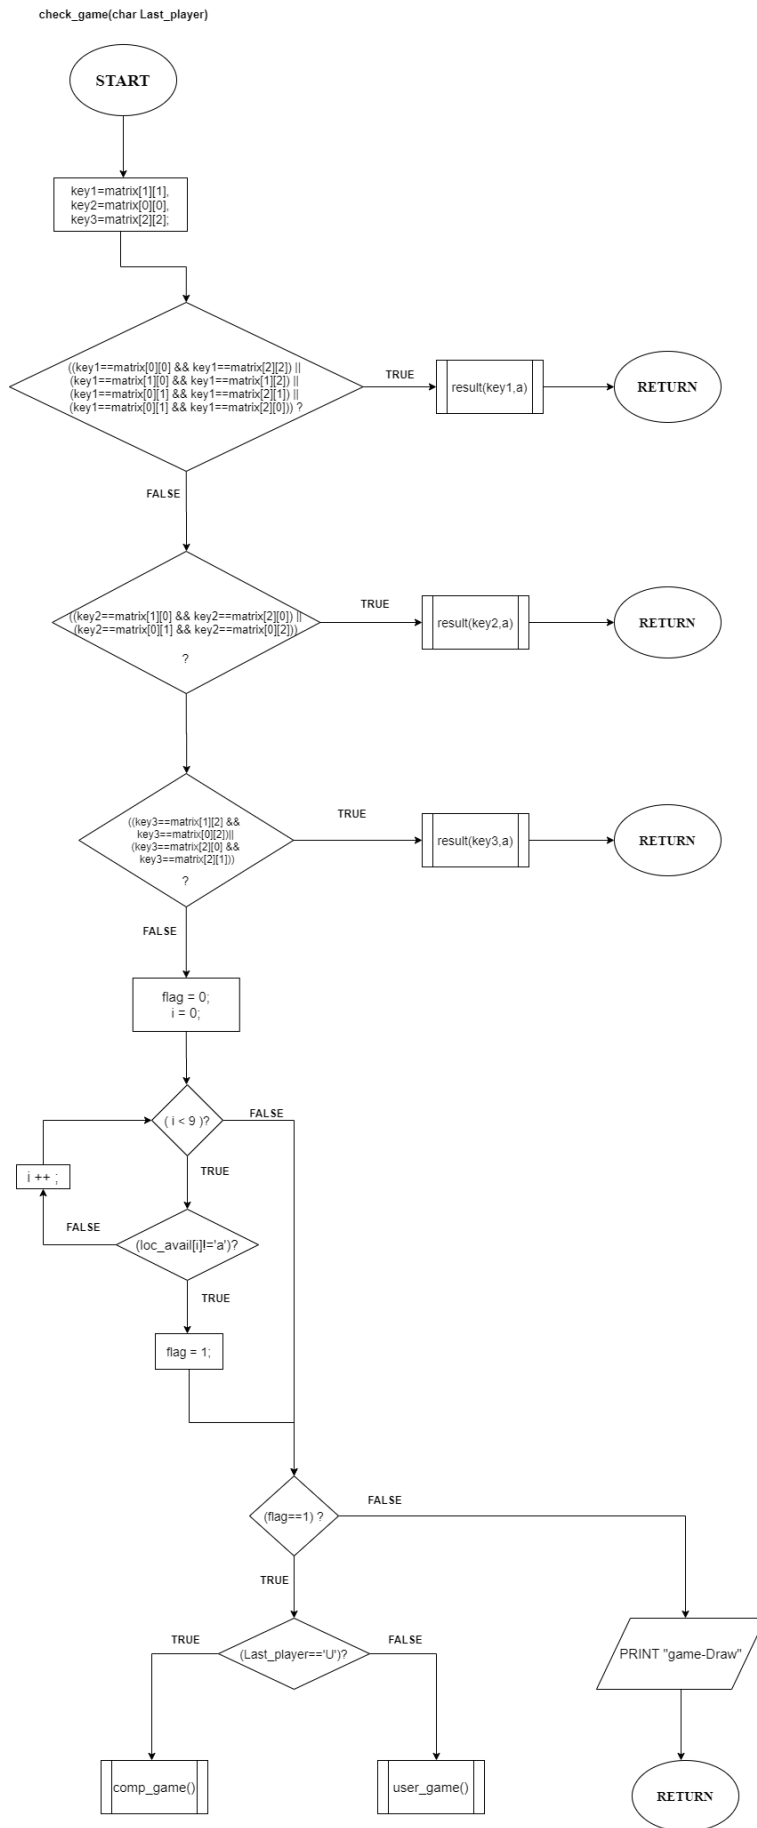 check_game(char Last_player)
START
key1=matrix[1][1],
key2=matrix[0][0],
key3=matrix[2][2];
((key1==matrix[0][0] && key1==matrix[2][2]) ||
(key1==matrix[1][0] && key1==matrix[1][2]) ||
(key1==matrix[0][1] && key1==matrix[2][1]) ||
(key1==matrix[0][1] && key1==matrix[2][0])) ?
TRUE
result(key1,a)
RETURN
FALSE
((key2==matrix[1][0] && key2==matrix[2][0]) ||
(key2==matrix[0][1] && key2==matrix[0][2]))
?
TRUE
result(key2,a)
RETURN
((key3==matrix[1][2] &&
key3==matrix[0][2])||
(key3==matrix[2][0] &&
key3==matrix[2][1]))
?
TRUE
result(key3,a)
RETURN
FALSE
flag = 0;
i = 0;
( i < 9 )?
FALSE
TRUE
i ++ ;
FALSE
(loc_avail[i]!='a')?
TRUE
flag = 1;
(flag==1) ?
FALSE
TRUE
TRUE
(Last_player=='U')?
FALSE
PRINT "game-Draw"
comp_game()
user_game()
RETURN